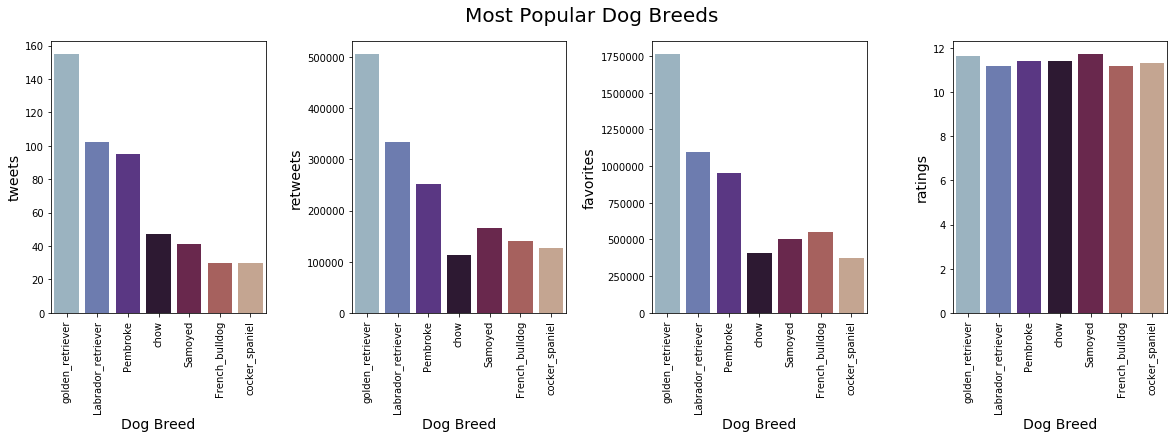 Most Popular Dog Breeds
tweets
160
140
120
100
80
60
40
20
0
golden_retriever
Labrador_retriever
Pembroke
chow
Samoyed
French_bulldog
cocker_spaniel
Dog Breed
retweets
500000
400000
300000
200000
100000
0
golden_retriever
Labrador_retriever
Pembroke
chow
Samoyed
French_bulldog
cocker_spaniel
Dog Breed
favorites
1750000
1500000
1250000
1000000
750000
500000
250000
0
golden_retriever
Labrador_retriever
Pembroke
chow
Samoyed
French_bulldog
cocker_spaniel
Dog Breed
ratings
12
10
8
6
4
2
0
golden_retriever
Labrador_retriever
Pembroke
chow
Samoyed
French_bulldog
cocker_spaniel
Dog Breed